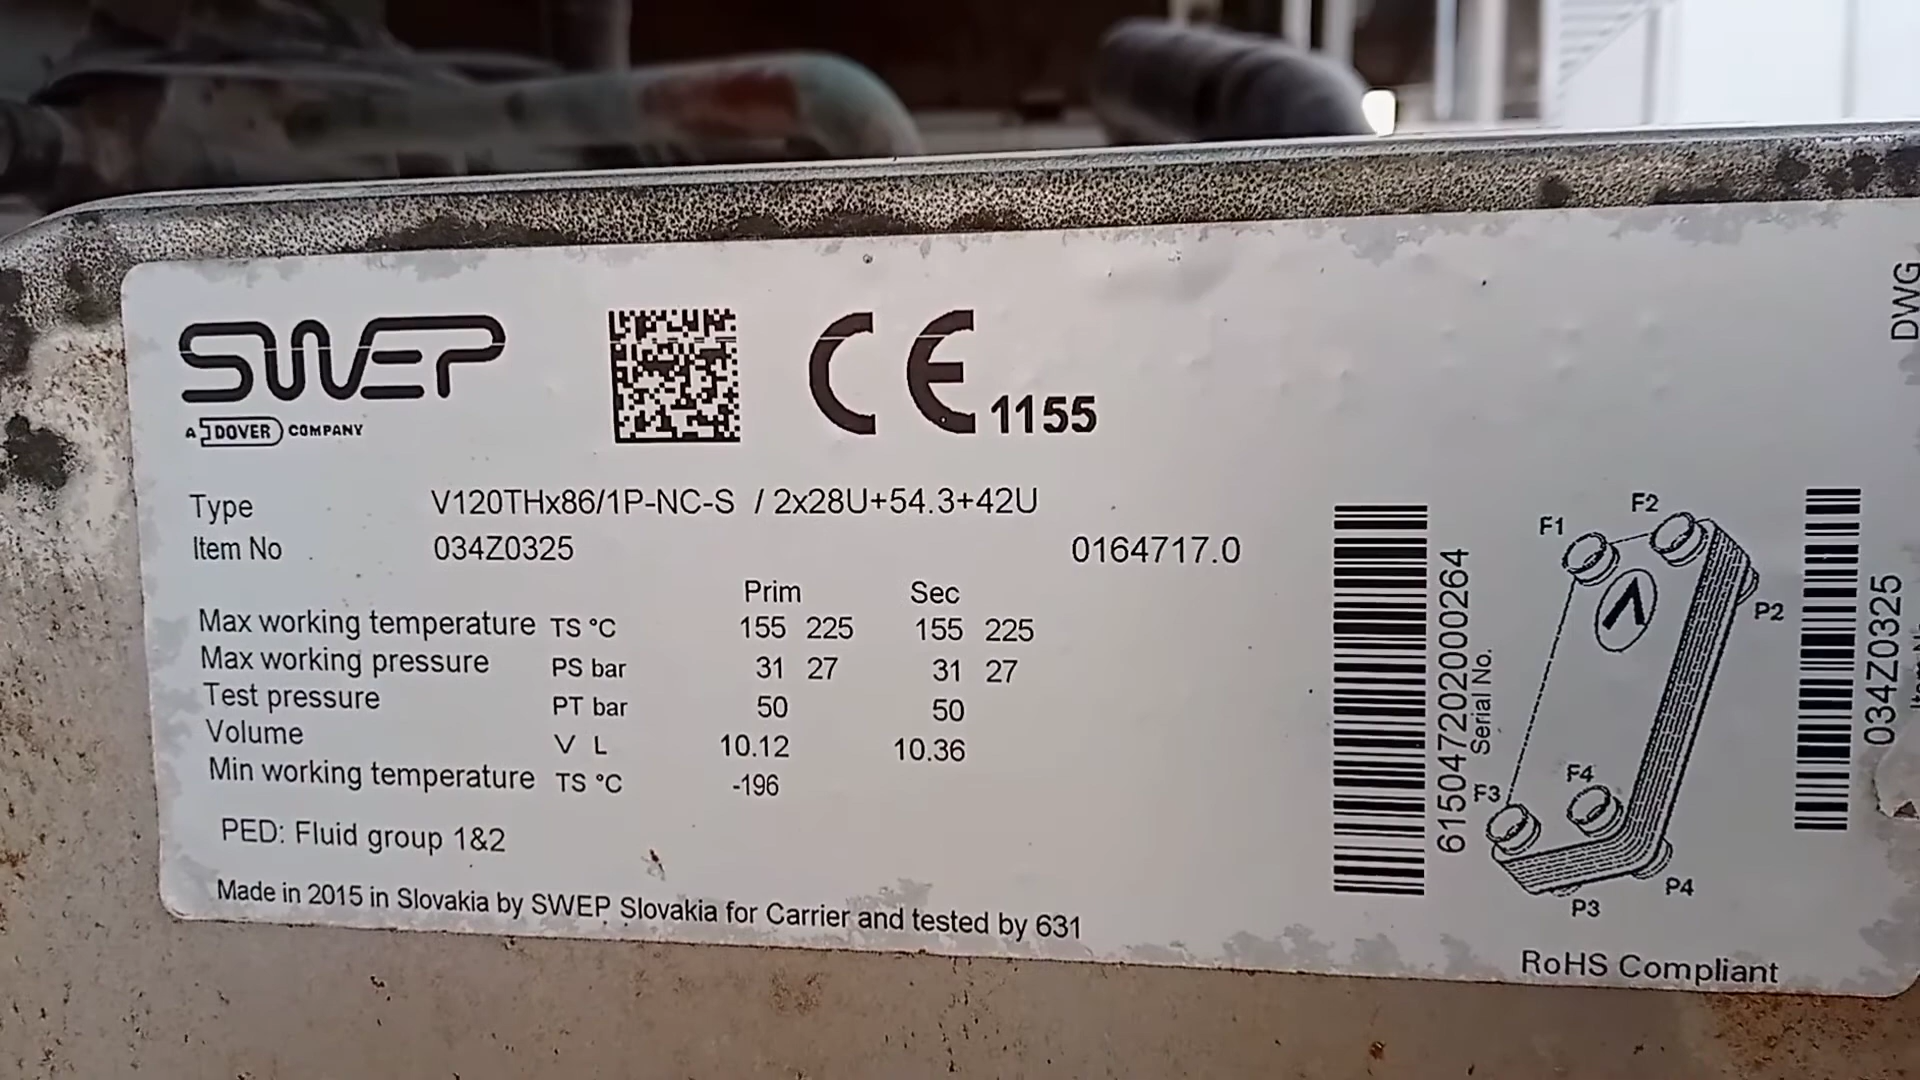 SWEP
A DOVER COMPANY
CE 1155
Type V120THx86/1P-NC-S / 2x28U+54.3+42U
Item No 034Z0325 0164717.0
Prim Sec
Max working temperature TS °C 155 225 155 225
Max working pressure PS bar 31 27 31 27
Test pressure PT bar 50 50
Volume V L 10.12 10.36
Min working temperature TS °C -196
PED: Fluid group 1&2
Made in 2015 in Slovakia by SWEP Slovakia for Carrier and tested by 631
615047202000264
Serial No.
F1
F2
P2
F3
F4
P4
P3
RoHS Compliant
034Z0325
DWG